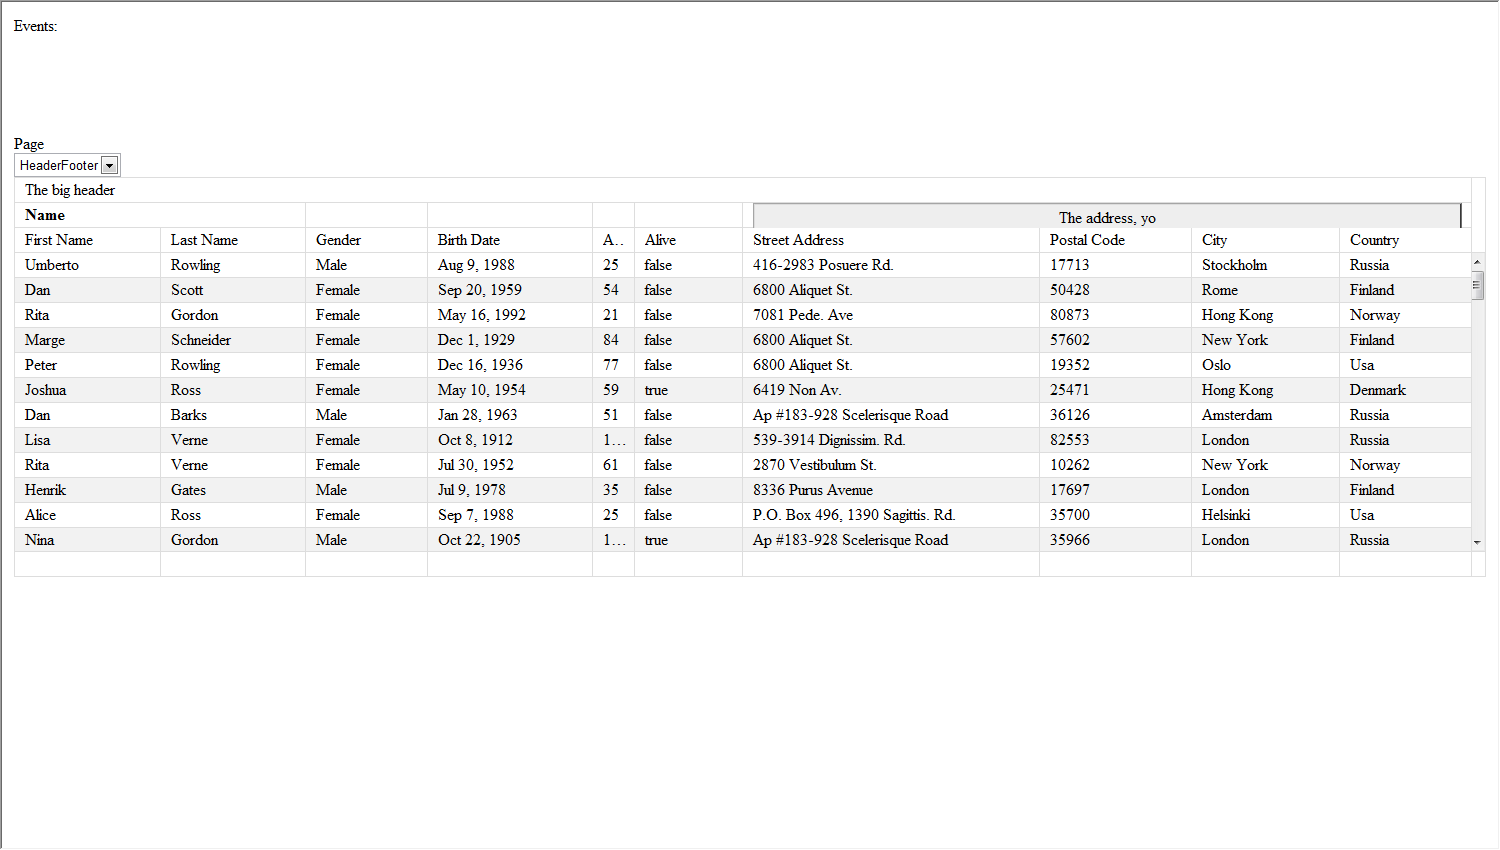 Events:
Page
HeaderFooter
The big header
Name The address, yo
First Name Last Name Gender Birth Date A… Alive Street Address Postal Code City Country
Umberto Rowling Male Aug 9, 1988 25 false 416-2983 Posuere Rd. 17713 Stockholm Russia
Dan Scott Female Sep 20, 1959 54 false 6800 Aliquet St. 50428 Rome Finland
Rita Gordon Female May 16, 1992 21 false 7081 Pede. Ave 80873 Hong Kong Norway
Marge Schneider Female Dec 1, 1929 84 false 6800 Aliquet St. 57602 New York Finland
Peter Rowling Female Dec 16, 1936 77 false 6800 Aliquet St. 19352 Oslo Usa
Joshua Ross Female May 10, 1954 59 true 6419 Non Av. 25471 Hong Kong Denmark
Dan Barks Male Jan 28, 1963 51 false Ap #183-928 Scelerisque Road 36126 Amsterdam Russia
Lisa Verne Female Oct 8, 1912 1… false 539-3914 Dignissim. Rd. 82553 London Russia
Rita Verne Female Jul 30, 1952 61 false 2870 Vestibulum St. 10262 New York Norway
Henrik Gates Male Jul 9, 1978 35 false 8336 Purus Avenue 17697 London Finland
Alice Ross Female Sep 7, 1988 25 false P.O. Box 496, 1390 Sagittis. Rd. 35700 Helsinki Usa
Nina Gordon Male Oct 22, 1905 1… true Ap #183-928 Scelerisque Road 35966 London Russia